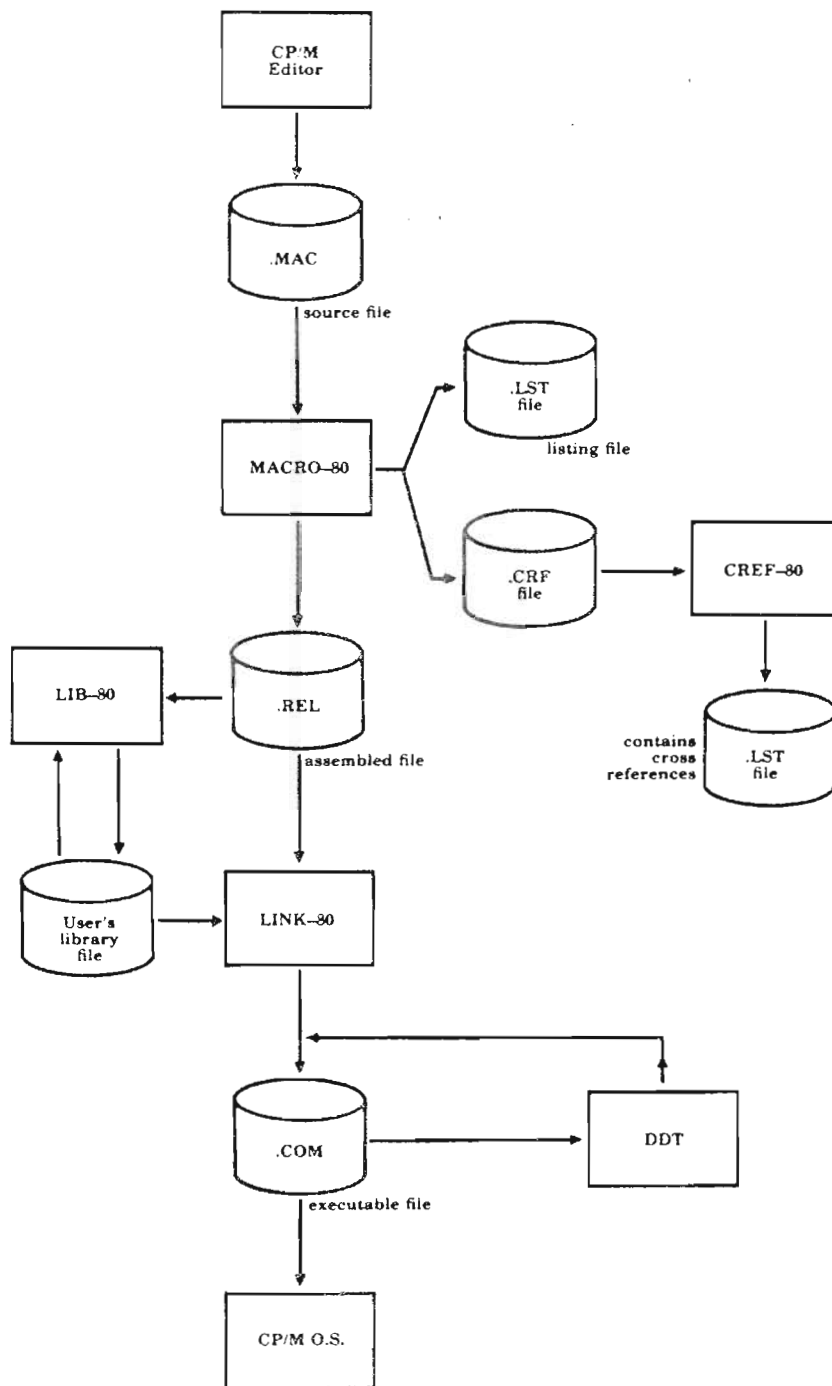 CP/M
Editor
.MAC
source file
.LST
file
listing file
MACRO–80
.CRF
file
CREF–80
LIB–80
.REL
assembled file
contains
cross
references
.LST
file
User's
library
file
LINK–80
.COM
executable file
DDT
CP/M O.S.